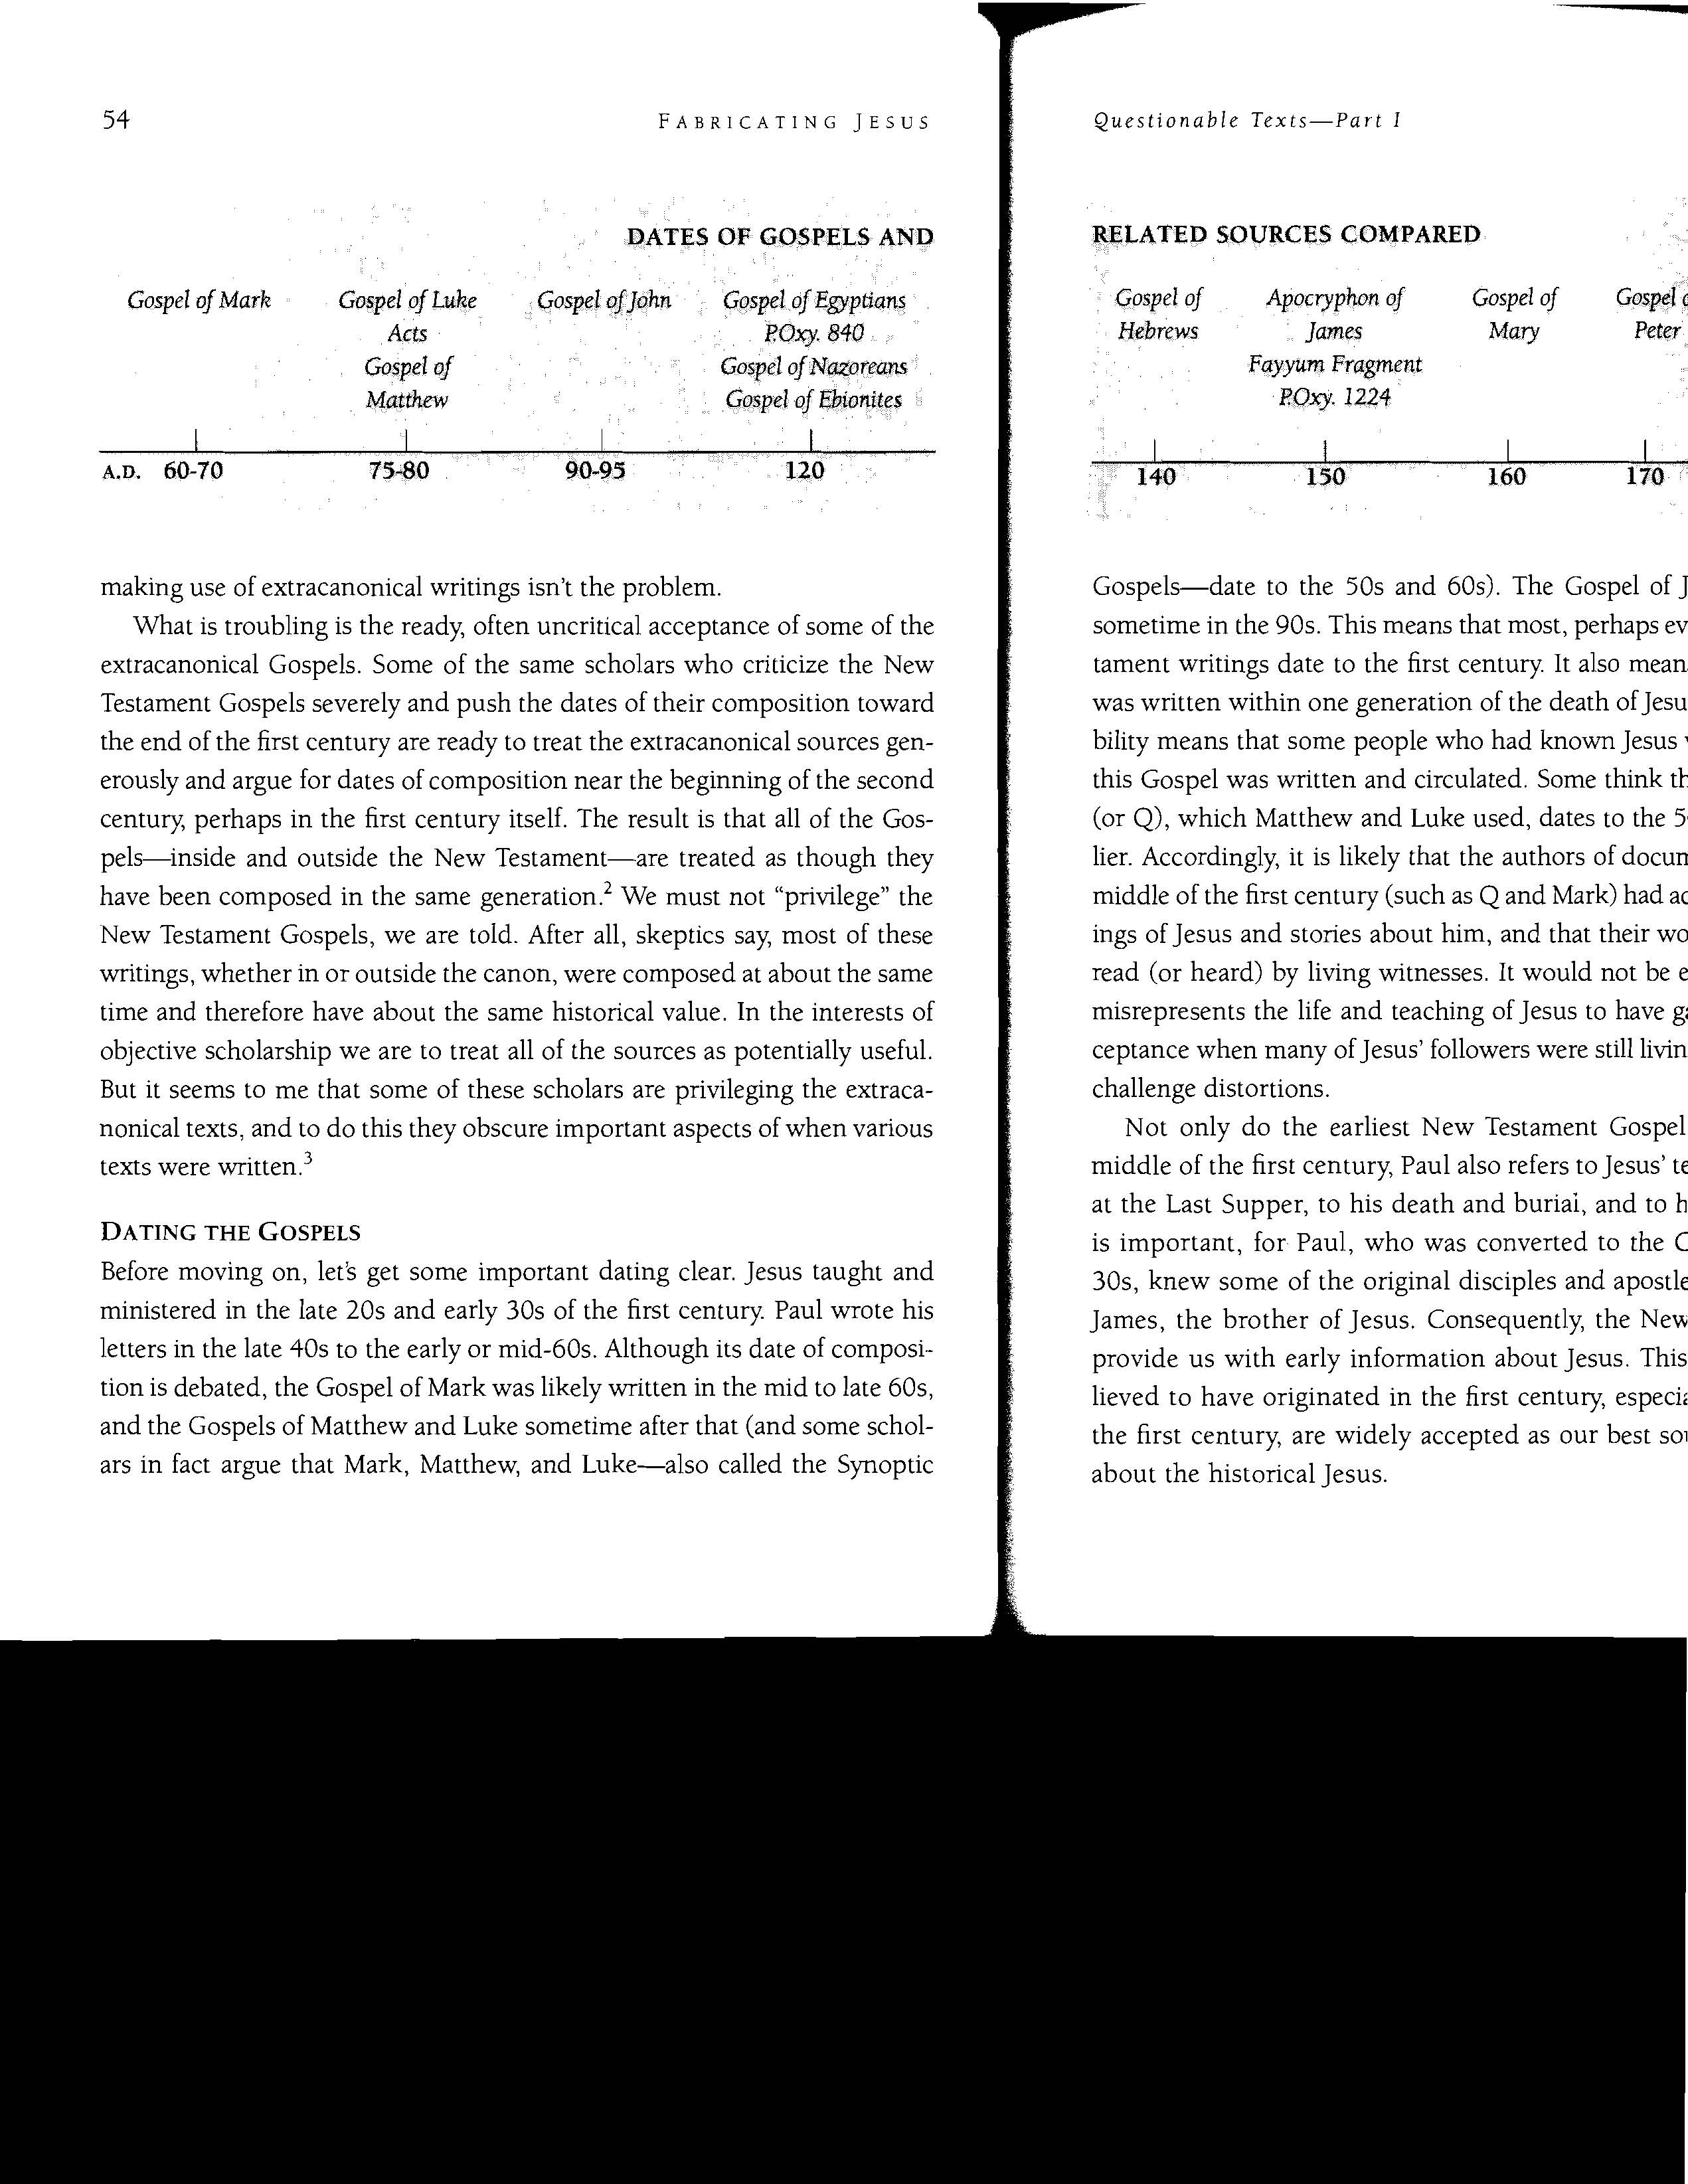 54
FABRICATING JESUS
DATES OF GOSPELS AND
Gospel of Mark Gospel of Luke Gospel of John Gospel of Egyptians
Acts P.Oxy. 840
Gospel of Gospel of Nazoreans
Matthew Gospel of Ebionites
A.D. 60-70 75-80 90-95 120
making use of extracanonical writings isn't the problem.
What is troubling is the ready, often uncritical acceptance of some of the
extracanonical Gospels. Some of the same scholars who criticize the New
Testament Gospels severely and push the dates of their composition toward
the end of the first century are ready to treat the extracanonical sources gen-
erously and argue for dates of composition near the beginning of the second
century, perhaps in the first century itself. The result is that all of the Gos-
pels—inside and outside the New Testament—are treated as though they
have been composed in the same generation.2 We must not “privilege” the
New Testament Gospels, we are told. After all, skeptics say, most of these
writings, whether in or outside the canon, were composed at about the same
time and therefore have about the same historical value. In the interests of
objective scholarship we are to treat all of the sources as potentially useful.
But it seems to me that some of these scholars are privileging the extraca-
nonical texts, and to do this they obscure important aspects of when various
texts were written.3
DATING THE GOSPELS
Before moving on, let's get some important dating clear. Jesus taught and
ministered in the late 20s and early 30s of the first century. Paul wrote his
letters in the late 40s to the early or mid-60s. Although its date of composi-
tion is debated, the Gospel of Mark was likely written in the mid to late 60s,
and the Gospels of Matthew and Luke sometime after that (and some schol-
ars in fact argue that Mark, Matthew, and Luke—also called the Synoptic
Questionable Texts—Part I
RELATED SOURCES COMPARED
Gospel of Apocryphon of Gospel of Gospel
Hebrews James Mary Peter
Fayyum Fragment
P.Oxy. 1224
140 150 160 170
Gospels—date to the 50s and 60s). The Gospel of
sometime in the 90s. This means that most, perhaps
tament writings date to the first century. It also
was written within one generation of the death of
bility means that some people who had known Jesus
this Gospel was written and circulated. Some think
(or Q), which Matthew and Luke used, dates to the
lier. Accordingly, it is likely that the authors of
middle of the first century (such as Q and Mark) had
ings of Jesus and stories about him, and that their
read (or heard) by living witnesses. It would not be
misrepresents the life and teaching of Jesus to have
ceptance when many of Jesus' followers were still
challenge distortions.
Not only do the earliest New Testament
middle of the first century, Paul also refers to Jesus'
at the Last Supper, to his death and burial, and to
is important, for Paul, who was converted to the
30s, knew some of the original disciples and
James, the brother of Jesus. Consequently, the New
provide us with early information about Jesus. This
lieved to have originated in the first century,
the first century, are widely accepted as our best
about the historical Jesus.